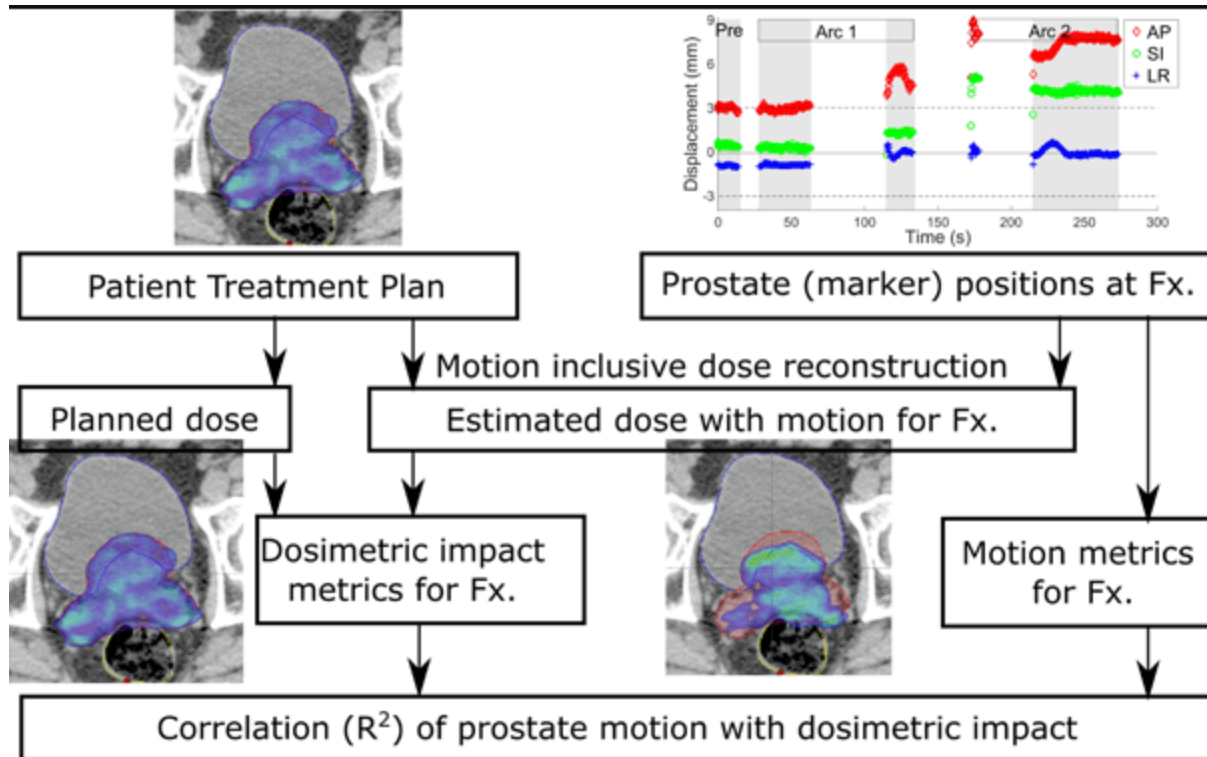 9
6
3
0
-3
Displacement (mm)
Pre
Arc 1
Arc 2
AP
SI
LR
0
50
100
150
200
250
300
Time (s)
Patient Treatment Plan
Prostate (marker) positions at Fx.
Motion inclusive dose reconstruction
Planned dose
Estimated dose with motion for Fx.
Dosimetric impact
metrics for Fx.
Motion metrics
for Fx.
Correlation (R²) of prostate motion with dosimetric impact